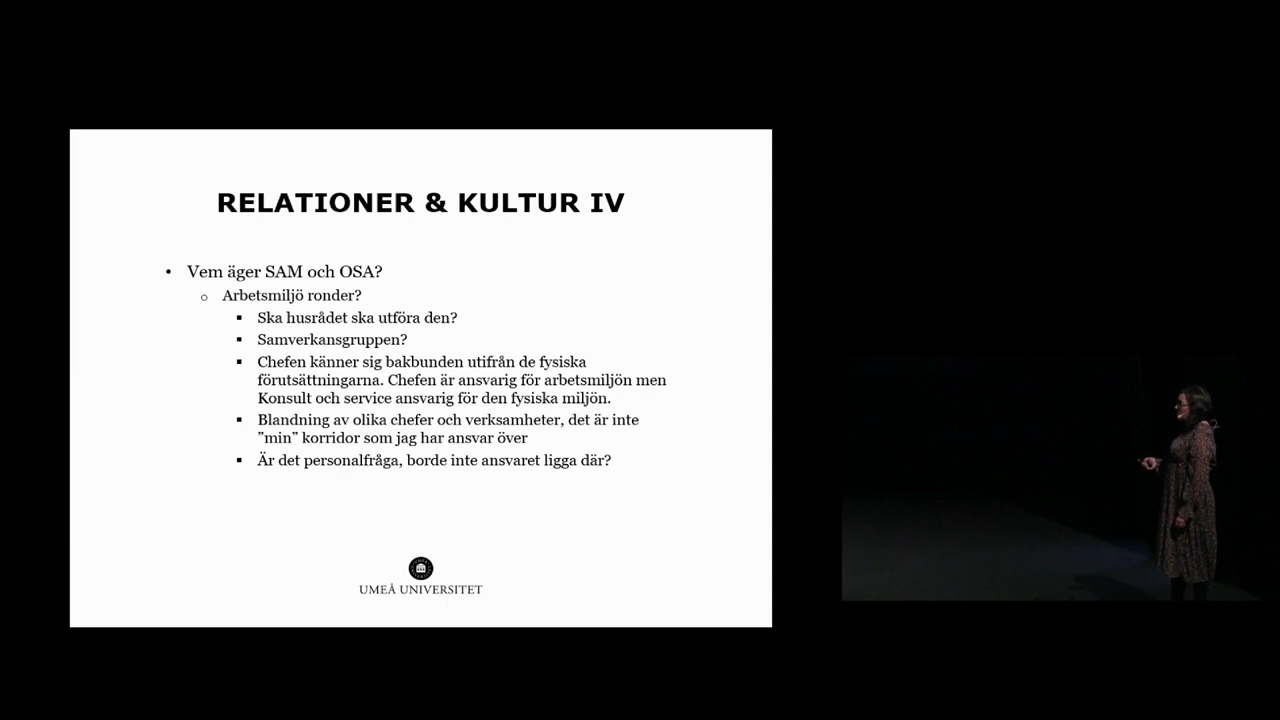 RELATIONER & KULTUR IV
• Vem äger SAM och OSA?
o Arbetsmiljö ronder?
▪ Ska husrådet ska utföra den?
▪ Samverkansgruppen?
▪ Chefen känner sig bakbunden utifrån de fysiska
förutsättningarna. Chefen är ansvarig för arbetsmiljön men
Konsult och service ansvarig för den fysiska miljön.
▪ Blandning av olika chefer och verksamheter, det är inte
”min” korridor som jag har ansvar över
▪ Är det personalfråga, borde inte ansvaret ligga där?
UMEÅ UNIVERSITET